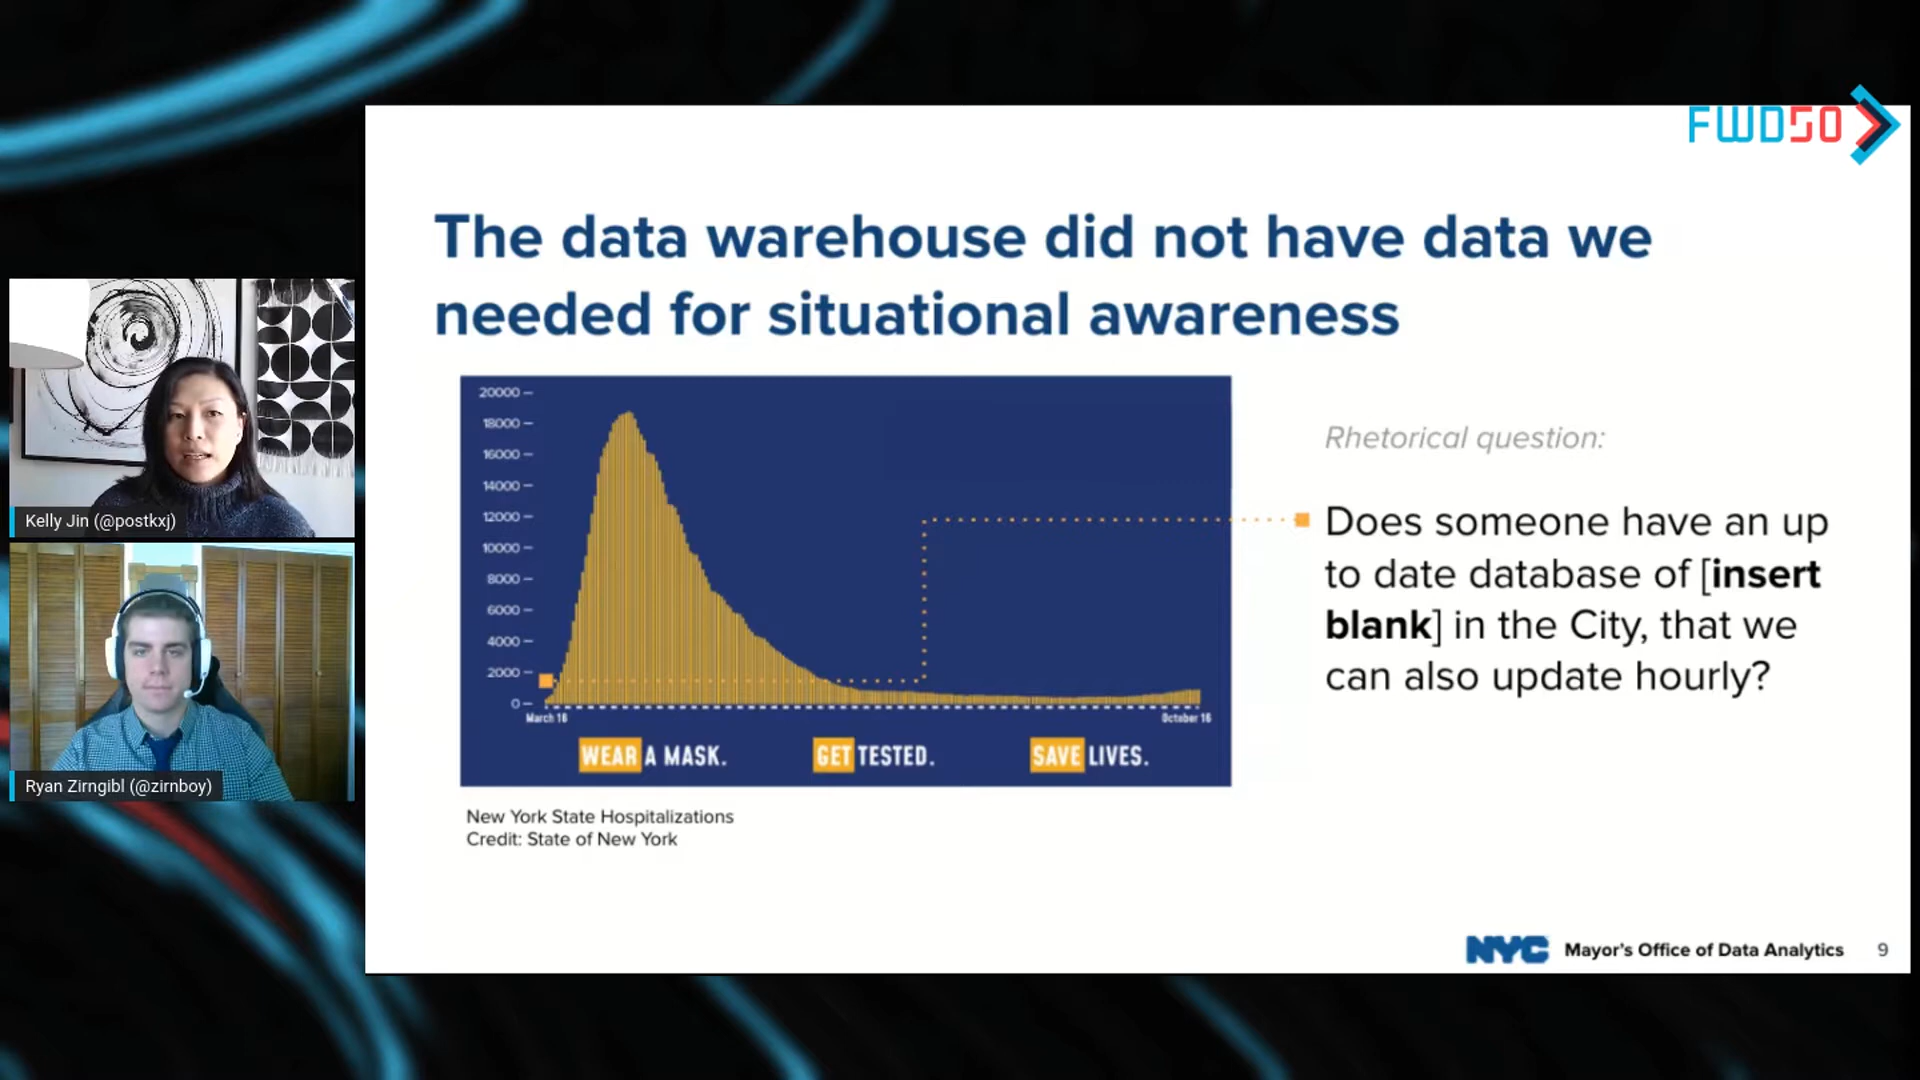 FWD50
The data warehouse did not have data we
needed for situational awareness
20000
18000
16000
14000
12000
10000
8000
6000
4000
2000
0
March 16
October 16
WEAR A MASK.
GET TESTED.
SAVE LIVES.
New York State Hospitalizations
Credit: State of New York
Rhetorical question:
Does someone have an up
to date database of [insert
blank] in the City, that we
can also update hourly?
Kelly Jin (@postkxj)
Ryan Zirngibl (@zirnboy)
NYC Mayor's Office of Data Analytics 9